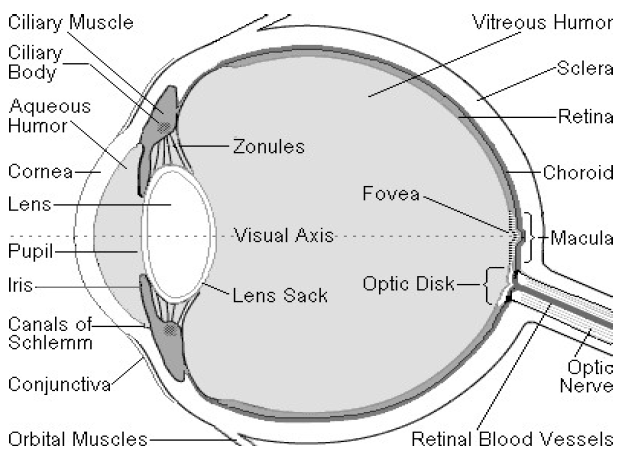 Ciliary Muscle
Ciliary
Body
Aqueous
Humor
Cornea
Lens
Pupil
Iris
Canals of
Schlemm
Conjunctiva
Orbital Muscles
Zonules
Visual Axis
Lens Sack
Vitreous Humor
Sclera
Retina
Choroid
Fovea
Macula
Optic Disk
Optic
Nerve
Retinal Blood Vessels